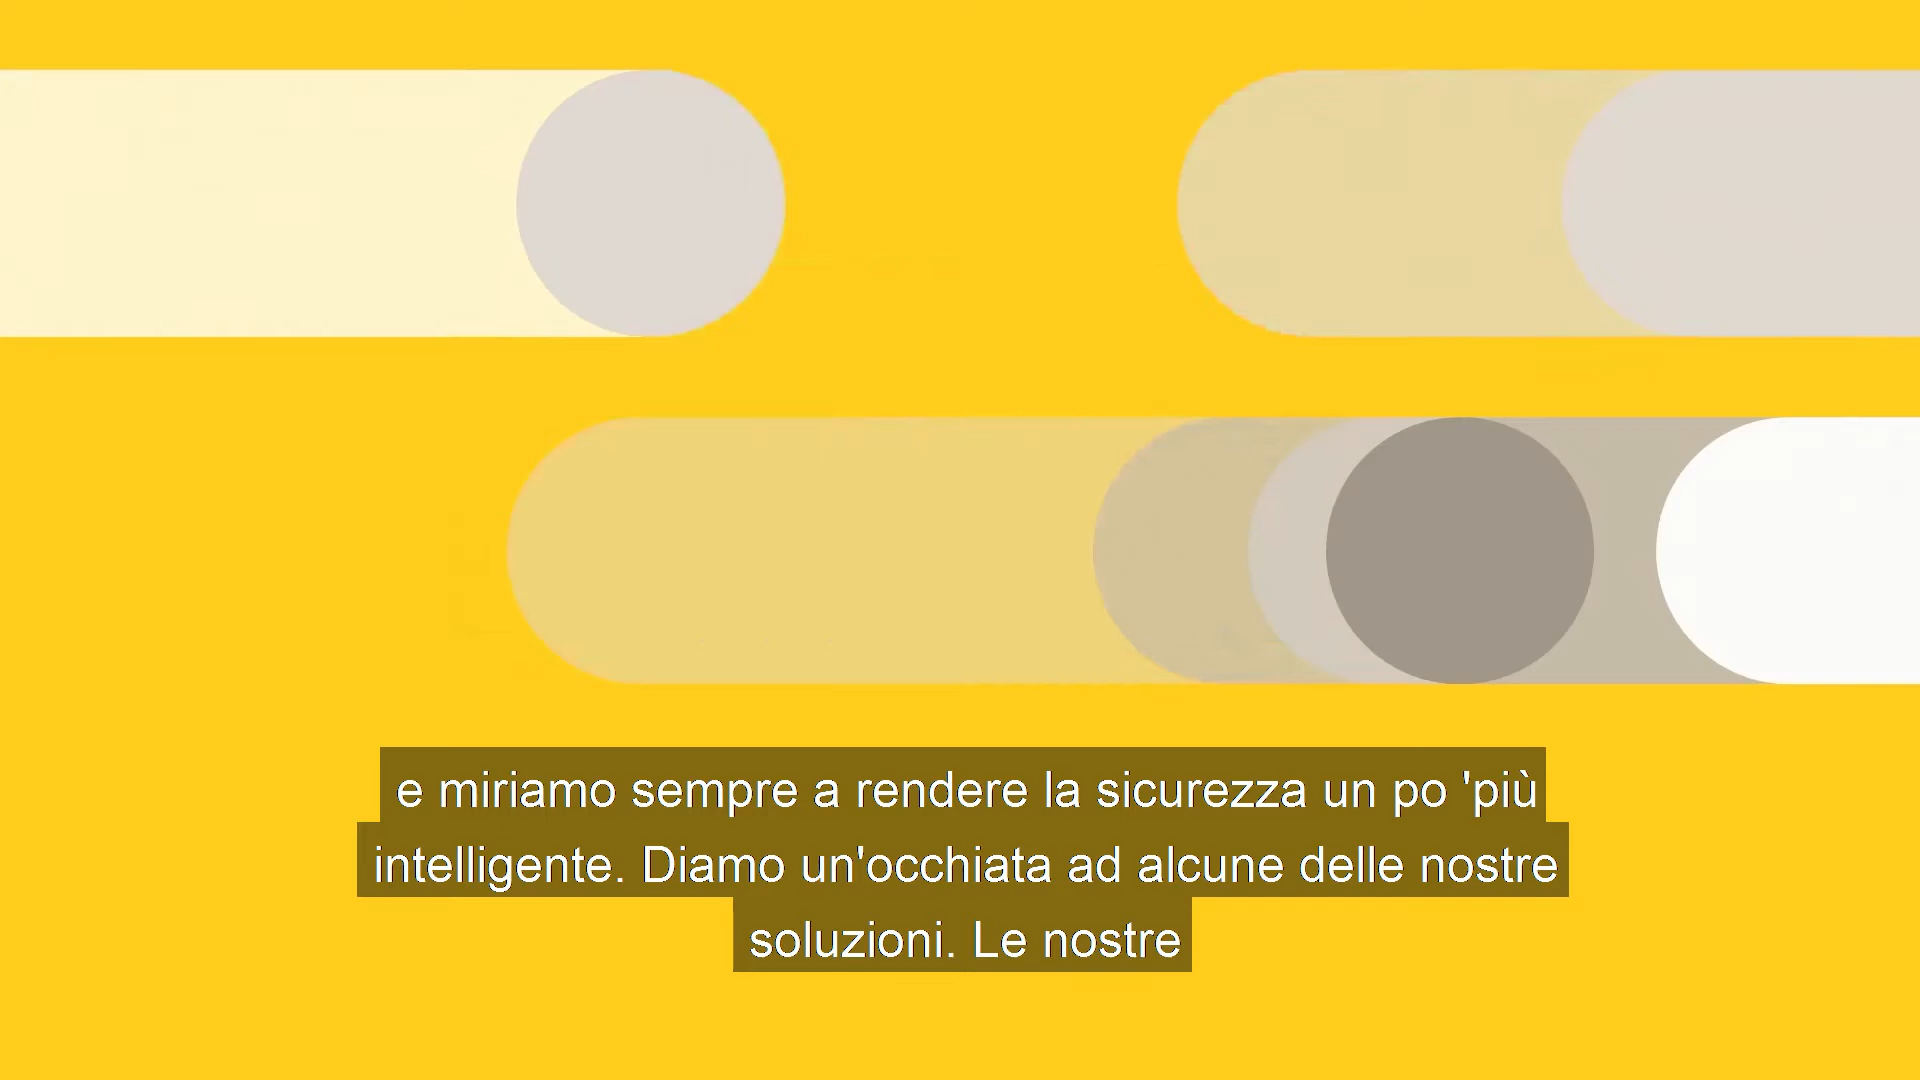 e miriamo sempre a rendere la sicurezza un po 'più
intelligente. Diamo un'occhiata ad alcune delle nostre
soluzioni. Le nostre